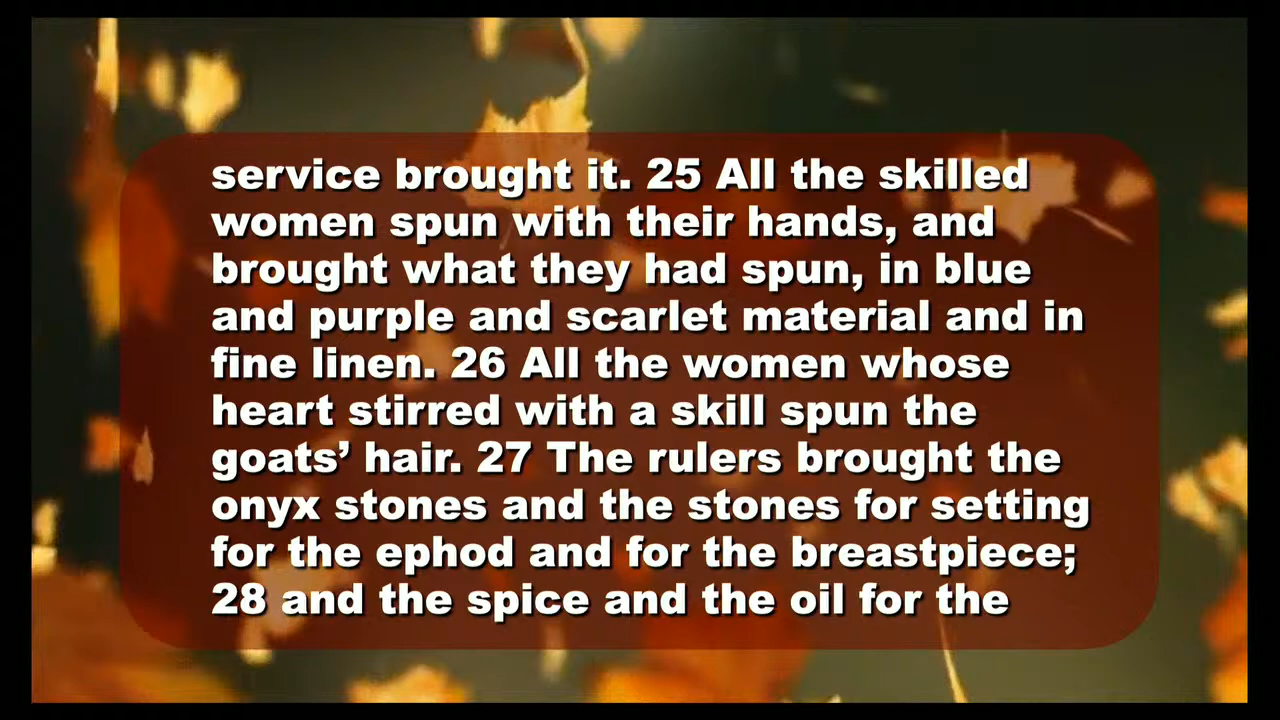 service brought it. 25 All the skilled
women spun with their hands, and
brought what they had spun, in blue
and purple and scarlet material and in
fine linen. 26 All the women whose
heart stirred with a skill spun the
goats’ hair. 27 The rulers brought the
onyx stones and the stones for setting
for the ephod and for the breastpiece;
28 and the spice and the oil for the